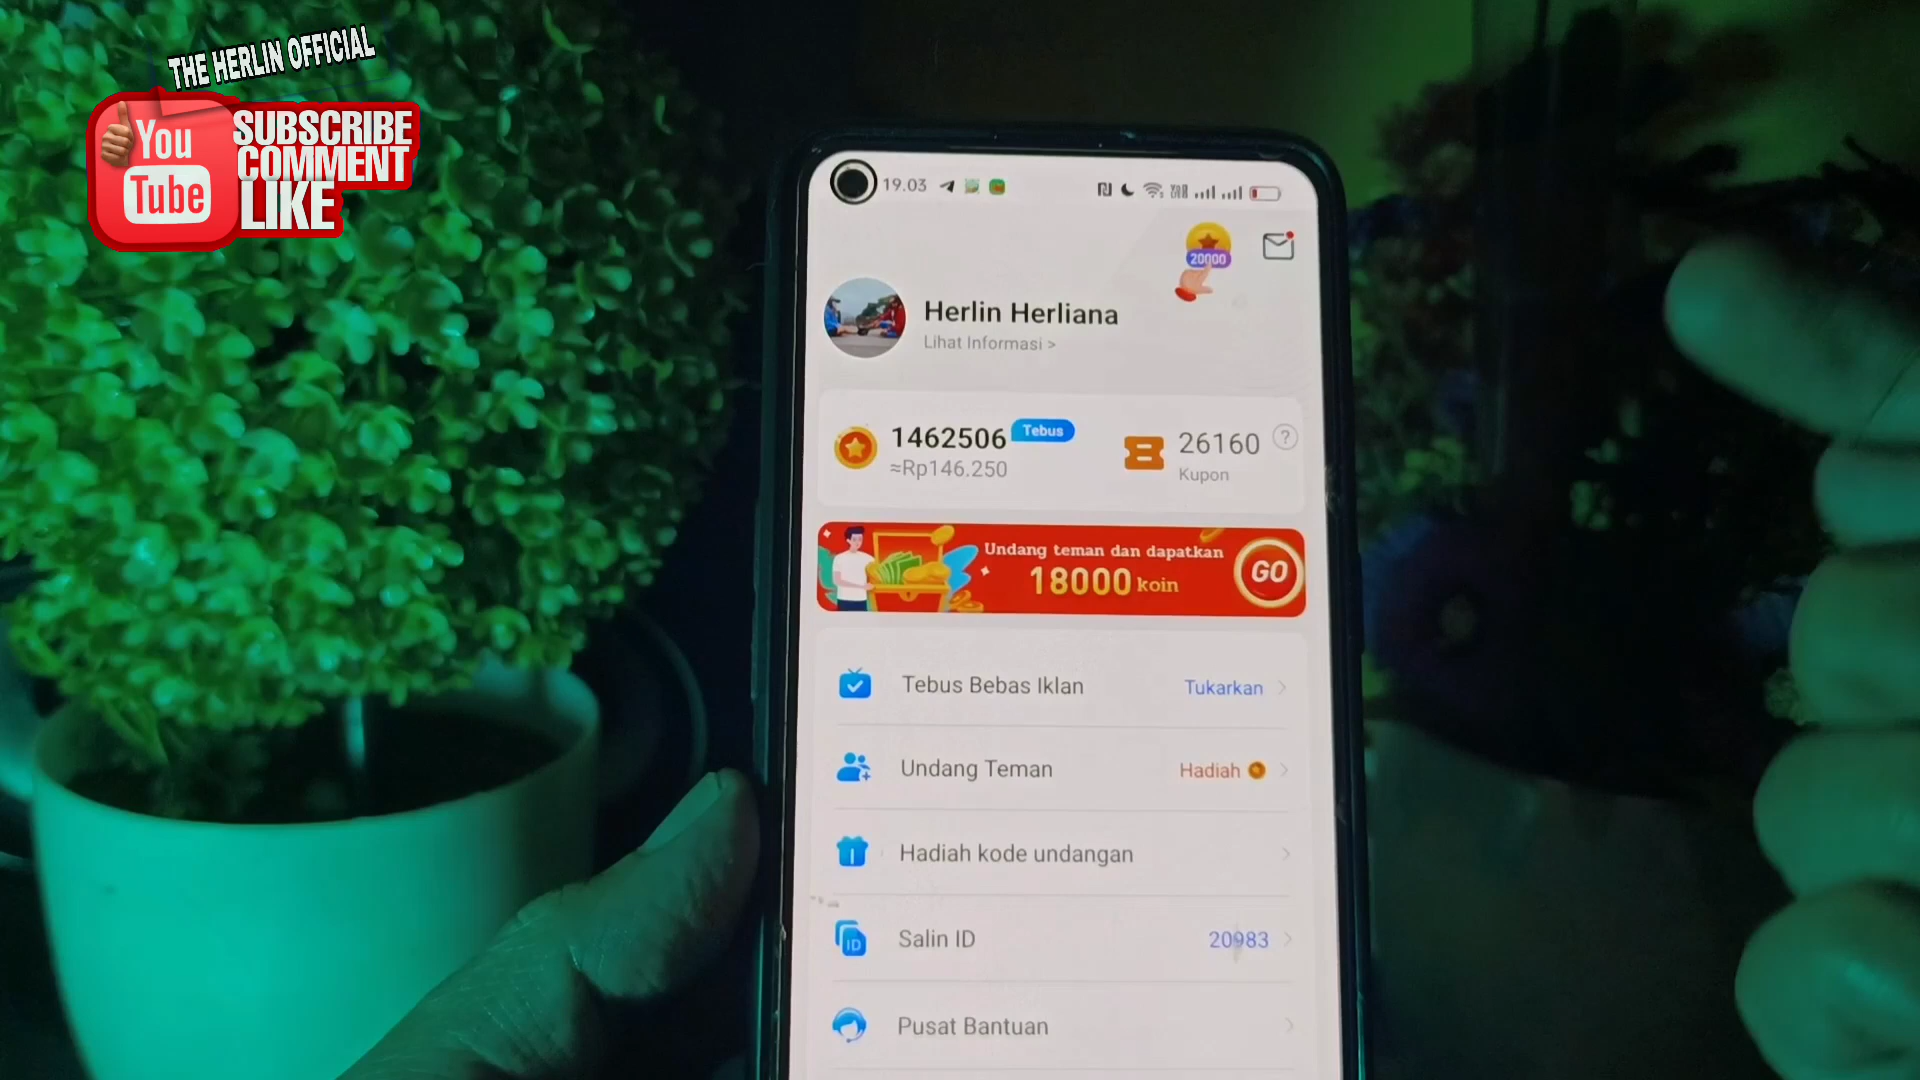 THE HERLIN OFFICIAL
You
Tube
SUBSCRIBE
COMMENT
LIKE
19.03
20000
Herlin Herliana
Lihat Informasi >
1462506 Tebus
≈Rp146.250
26160 ?
Kupon
Undang teman dan dapatkan
18000 koin
GO
Tebus Bebas Iklan Tukarkan
Undang Teman Hadiah
Hadiah kode undangan
ID Salin ID 20983
Pusat Bantuan